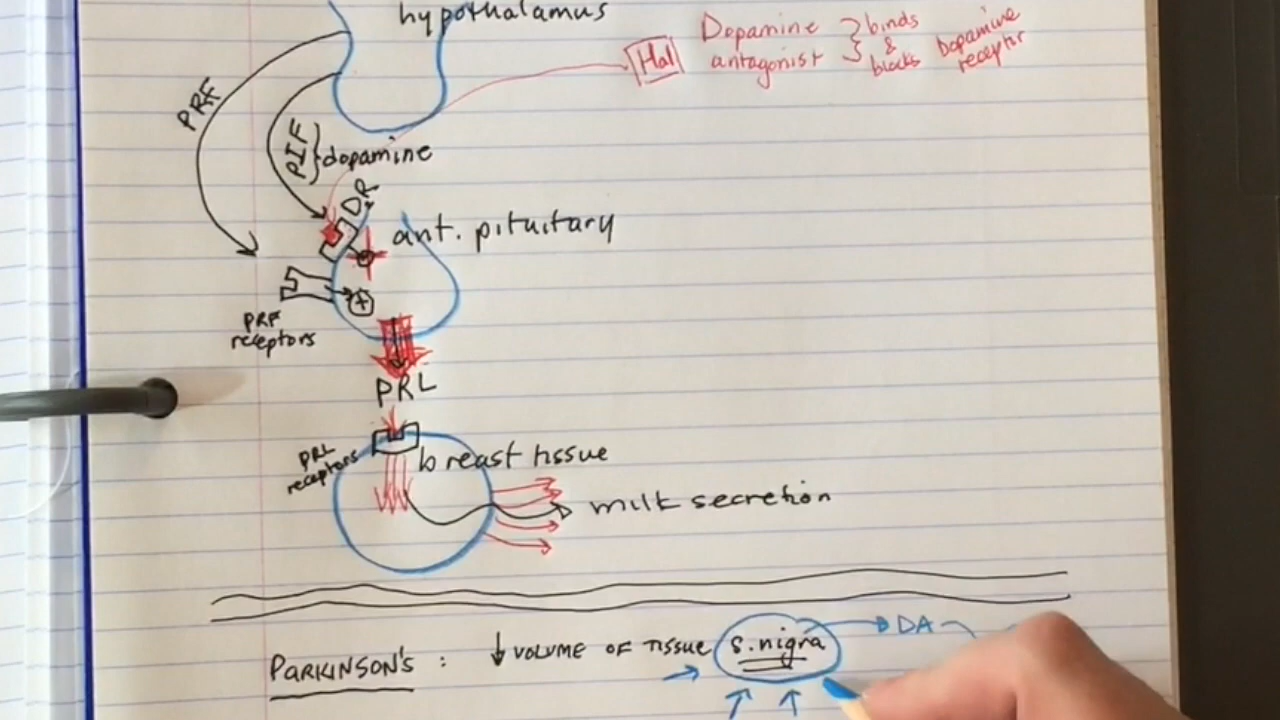 hypothalamus
Hal
Dopamine
antagonist
binds
&
blocks
Dopamine
receptor
PRF
PIF
dopamine
DR
ant. pituitary
+
PRF
receptors
PRL
PRL
receptors
breast tissue
milk secretion
PARKINSON'S : ↓ VOLUME OF TISSUE S.nigra → DA